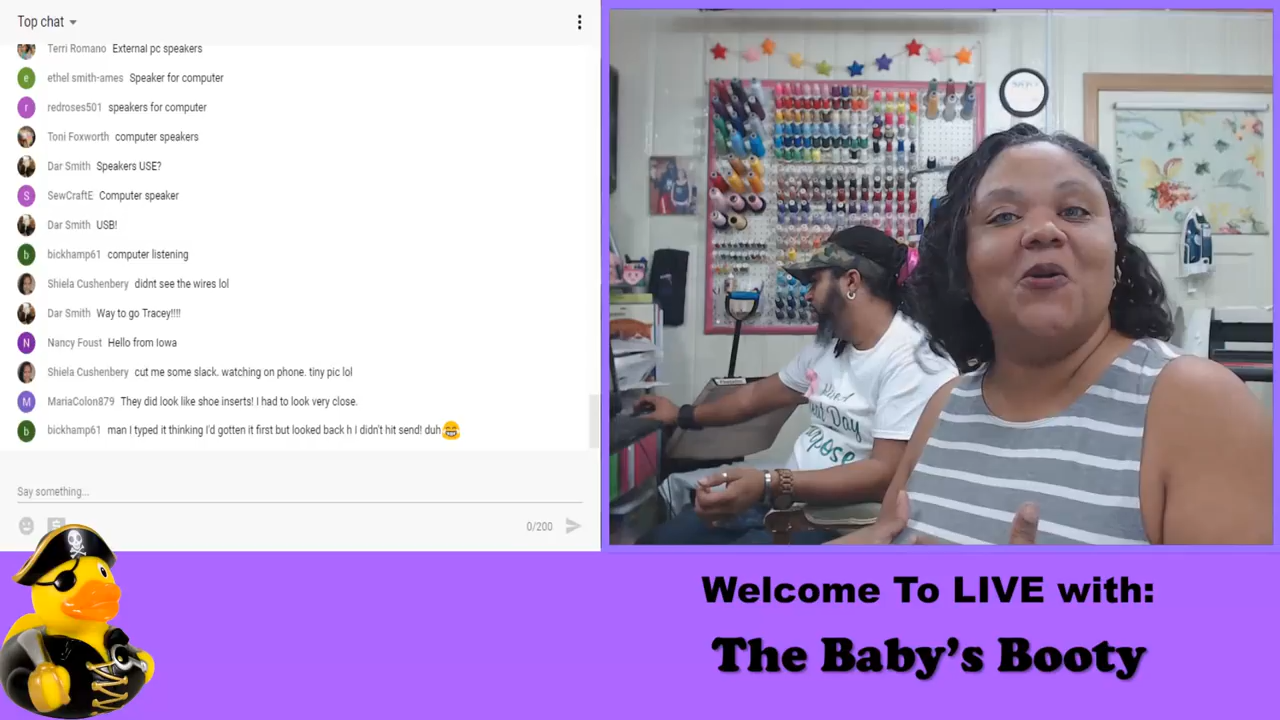 Top chat
Terri Romano External pc speakers
ethel smith-ames Speaker for computer
redroses501 speakers for computer
Toni Foxworth computer speakers
Dar Smith Speakers USE?
SewCraftE Computer speaker
Dar Smith USB!
bickhamp61 computer listening
Shiela Cushenbery didnt see the wires lol
Dar Smith Way to go Tracey!!!!
Nancy Foust Hello from Iowa
Shiela Cushenbery cut me some slack. watching on phone. tiny pic lol
MariaColon879 They did look like shoe inserts! I had to look very close.
bickhamp61 man I typed it thinking I'd gotten it first but looked back h I didn't hit send! duh😂
Say something...
0/200
Day
Welcome To LIVE with:
The Baby's Booty